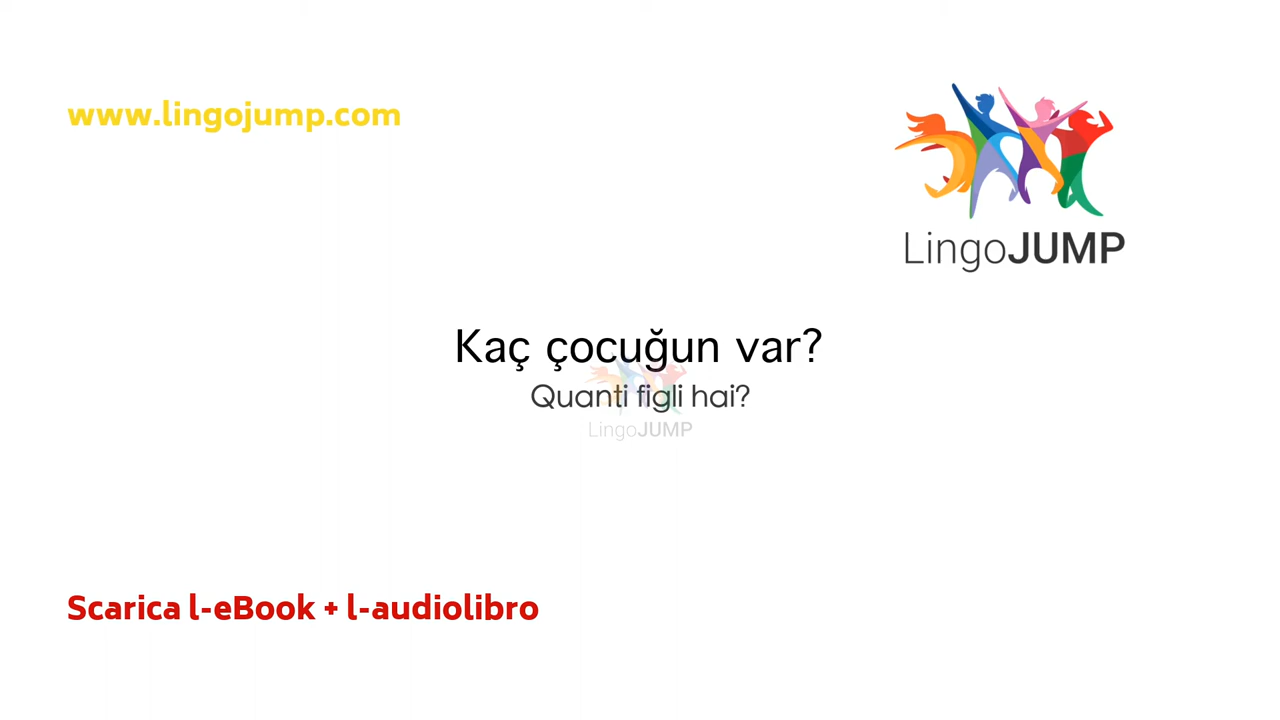 www.lingojump.com
LingoJUMP
Kaç çocuğun var?
Quanti figli hai?
LingoJUMP
Scarica l-eBook + l-audiolibro